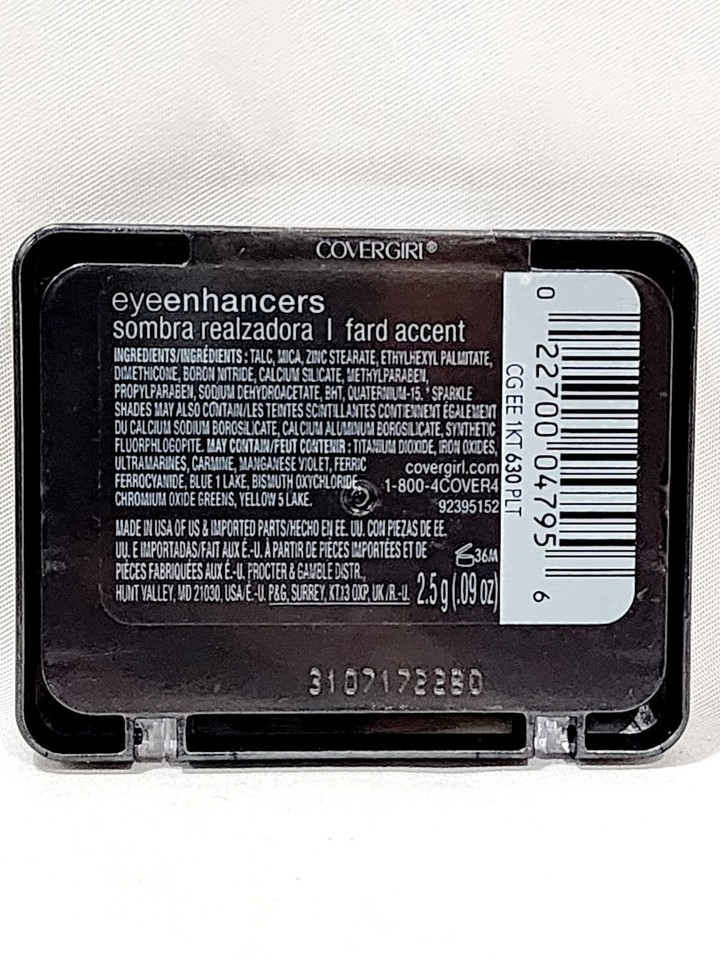 COVERGIRL®
eyeenhancers
sombra realzadora | fard accent
INGREDIENTS/INGRÉDIENTS : TALC, MICA, ZINC STEARATE, ETHYLHEXYL PALMITATE,
DIMETHICONE, BORON NITRIDE, CALCIUM SILICATE, METHYLPARABEN,
PROPYLPARABEN, SODIUM DEHYDROACETATE, BHT, QUATERNIUM-15. * SPARKLE
SHADES MAY ALSO CONTAIN/LES TEINTES SCINTILLANTES CONTIENNENT ÉGALEMENT
DU CALCIUM SODIUM BOROSILICATE, CALCIUM ALUMINUM BOROSILICATE, SYNTHETIC
FLUORPHLOGOPITE. MAY CONTAIN/PEUT CONTENIR : TITANIUM DIOXIDE, IRON OXIDES,
ULTRAMARINES, CARMINE, MANGANESE VIOLET, FERRIC
FERROCYANIDE, BLUE 1 LAKE, BISMUTH OXYCHLORIDE,
CHROMIUM OXIDE GREENS, YELLOW 5 LAKE.
covergirl.com
1-800-4COVER4
92395152
MADE IN USA OF US & IMPORTED PARTS/HECHO EN EE. UU. CON PIEZAS DE EE.
UU. E IMPORTADAS/FAIT AUX É.-U. À PARTIR DE PIÈCES IMPORTÉES ET DE
PIÈCES FABRIQUÉES AUX É.-U. PROCTER & GAMBLE DISTR.,
HUNT VALLEY, MD 21030, USA/É.-U. P&G, SURREY, KT13 0XP, UK/R.-U.
36M
2.5 g (.09 oz)
CG EE 1KT 630 PLT
0 22700 04795 6
3107172280